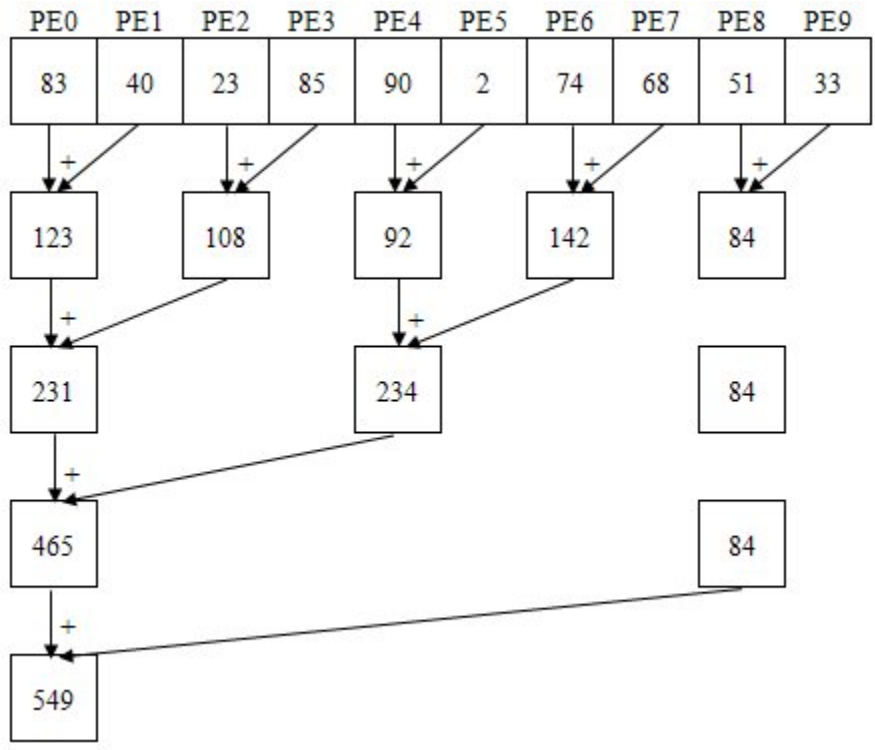 PE0 PE1 PE2 PE3 PE4 PE5 PE6 PE7 PE8 PE9
83 40 23 85 90 2 74 68 51 33
+ + + + +
123 108 92 142 84
+ +
231 234 84
+
465 84
+
549